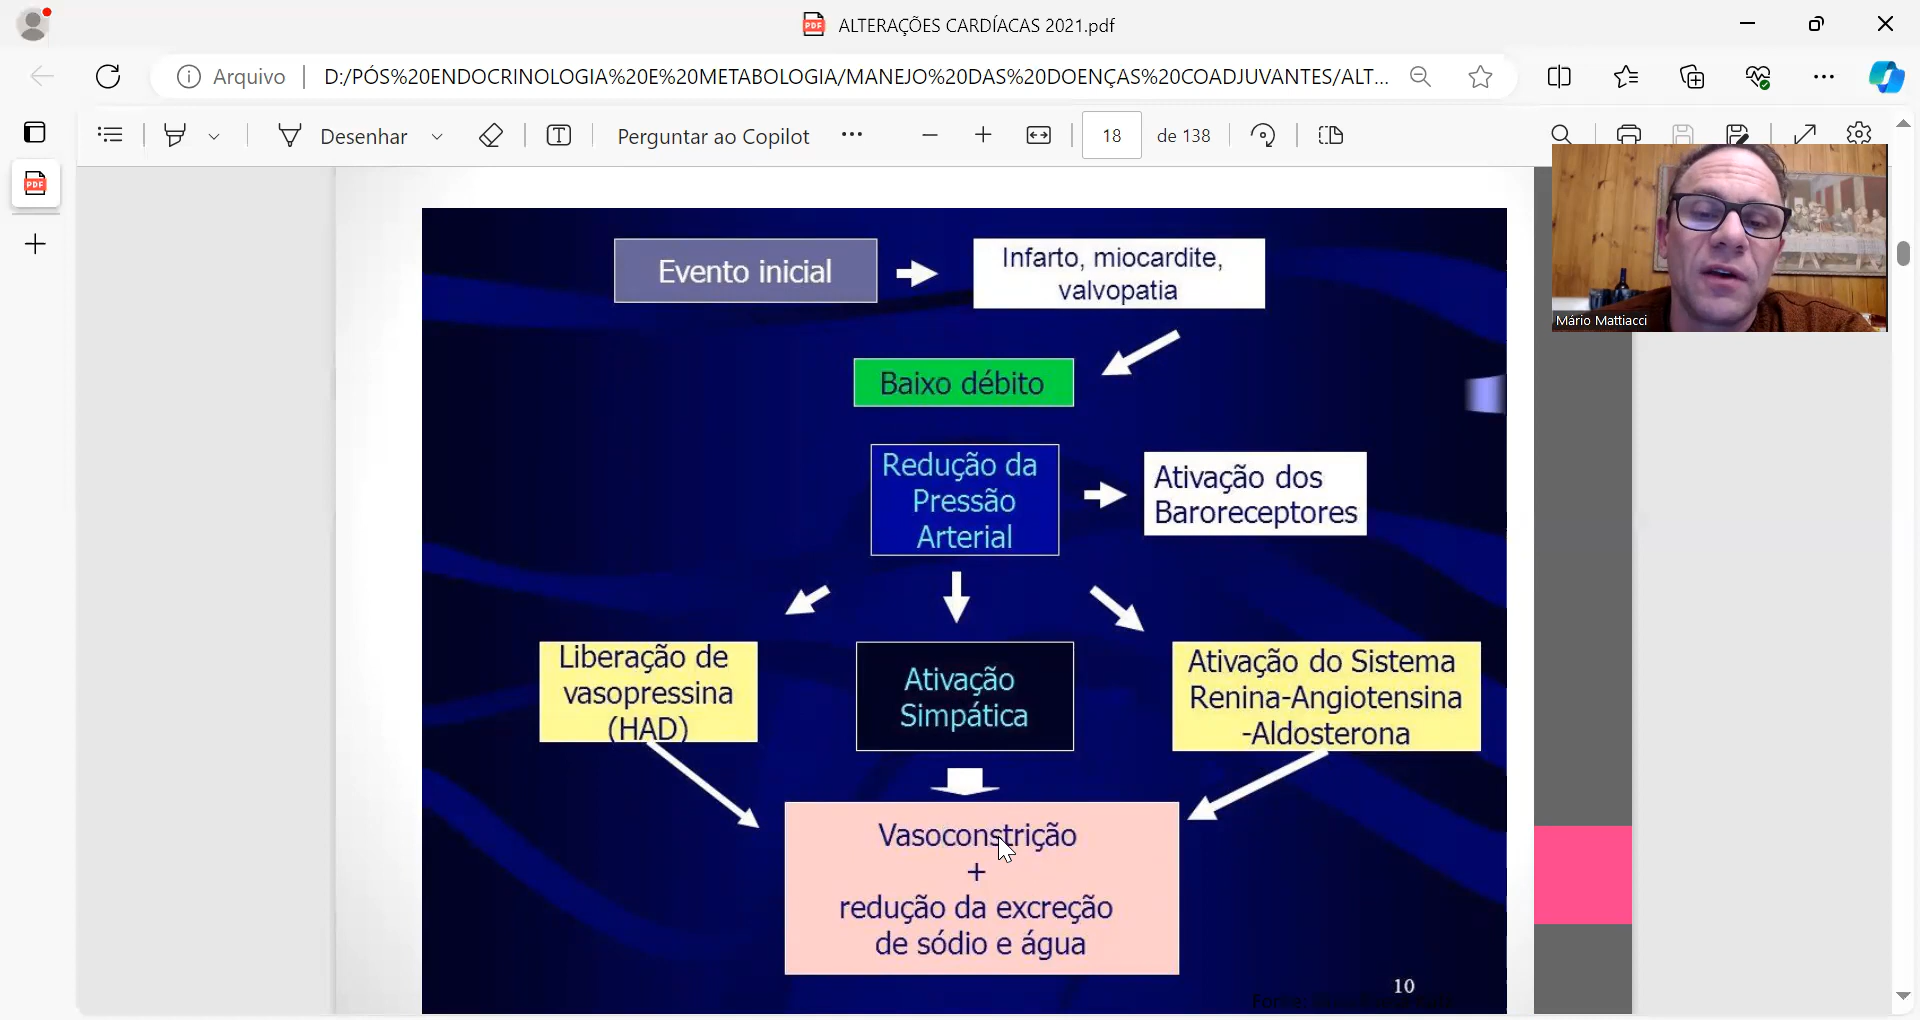 ALTERAÇÕES CARDÍACAS 2021.pdf
Arquivo
D:/PÓS%20ENDOCRINOLOGIA%20E%20METABOLOGIA/MANEJO%20DAS%20DOENÇAS%20COADJUVANTES/ALT...
Desenhar
Perguntar ao Copilot
18
de 138
PDF
Mário Mattiacci
Evento inicial
Infarto, miocardite,
valvopatia
Baixo débito
Redução da
Pressão
Arterial
Ativação dos
Baroreceptores
Liberação de
vasopressina
(HAD)
Ativação
Simpática
Ativação do Sistema
Renina-Angiotensina
-Aldosterona
Vasoconstrição
+
redução da excreção
de sódio e água
10